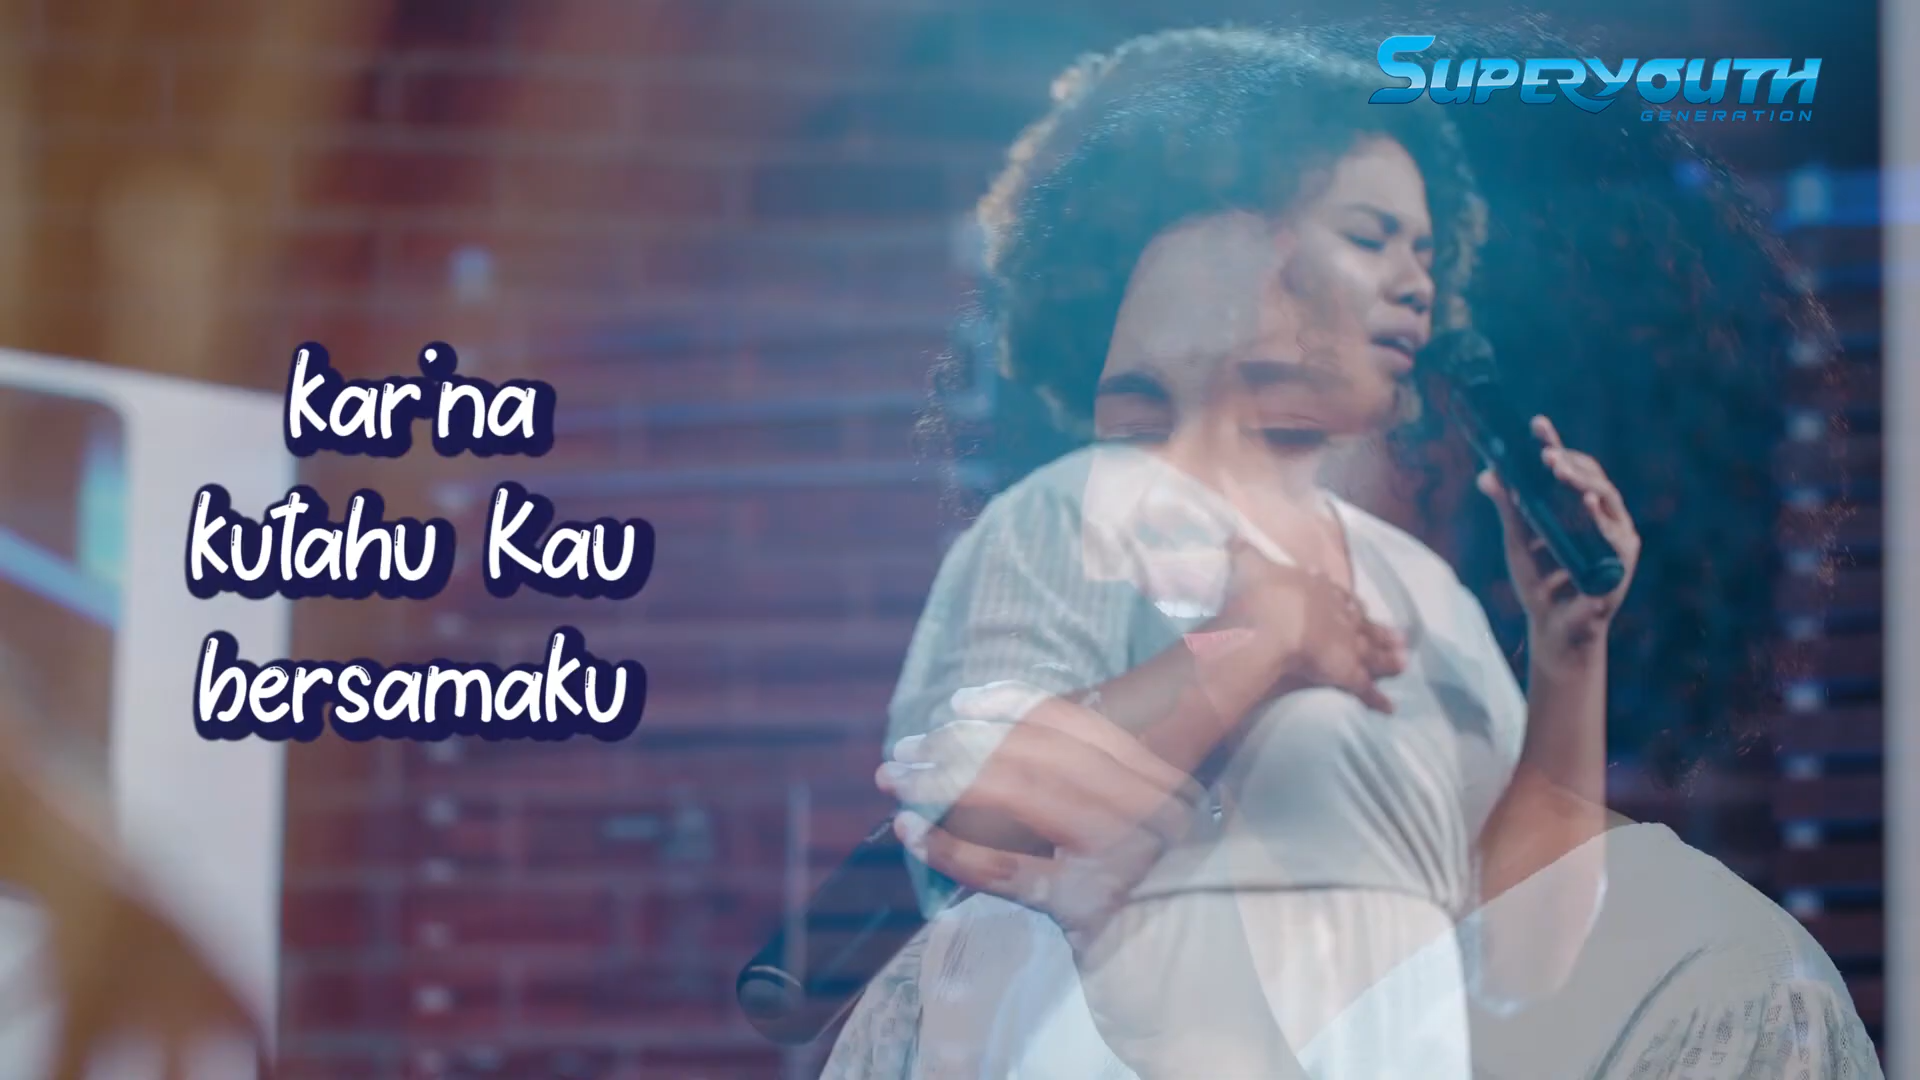 SUPERYOUTH
GENERATION
kar'na
kutahu Kau
bersamaku